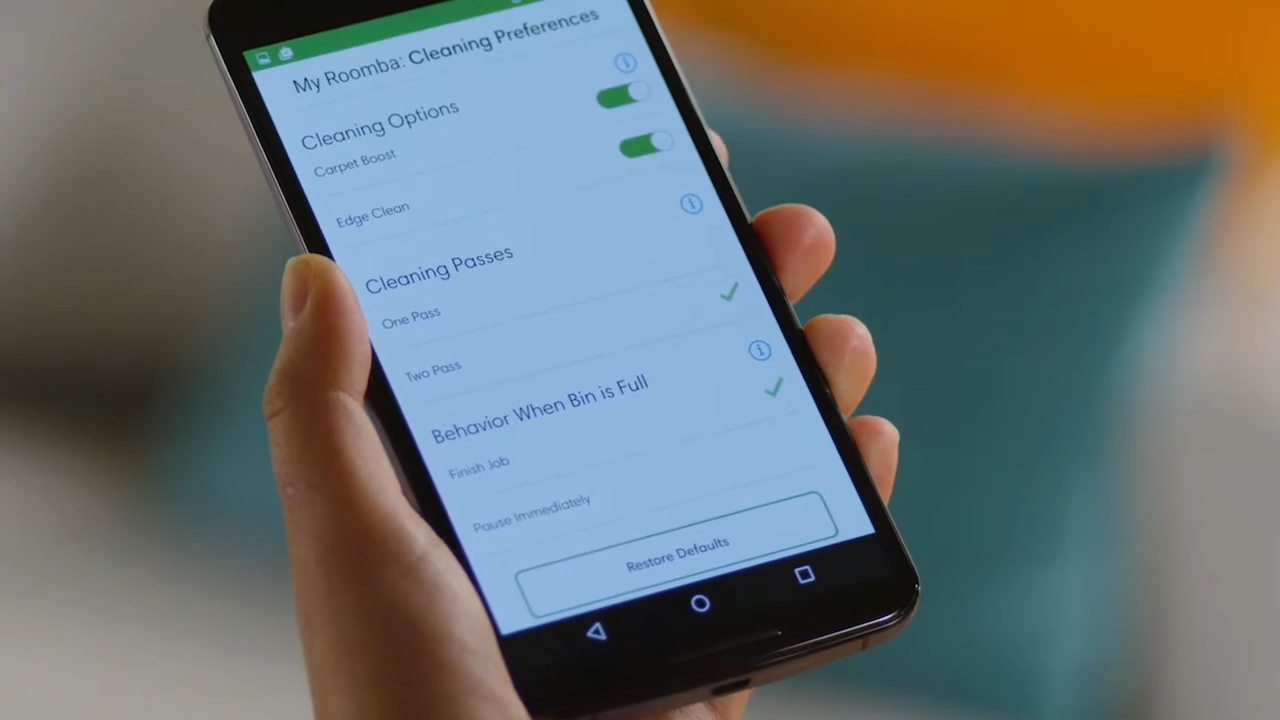 My Roomba: Cleaning Preferences
Cleaning Options
Carpet Boost
Edge Clean
Cleaning Passes
One Pass
Two Pass
Behavior When Bin is Full
Finish Job
Pause Immediately
Restore Defaults